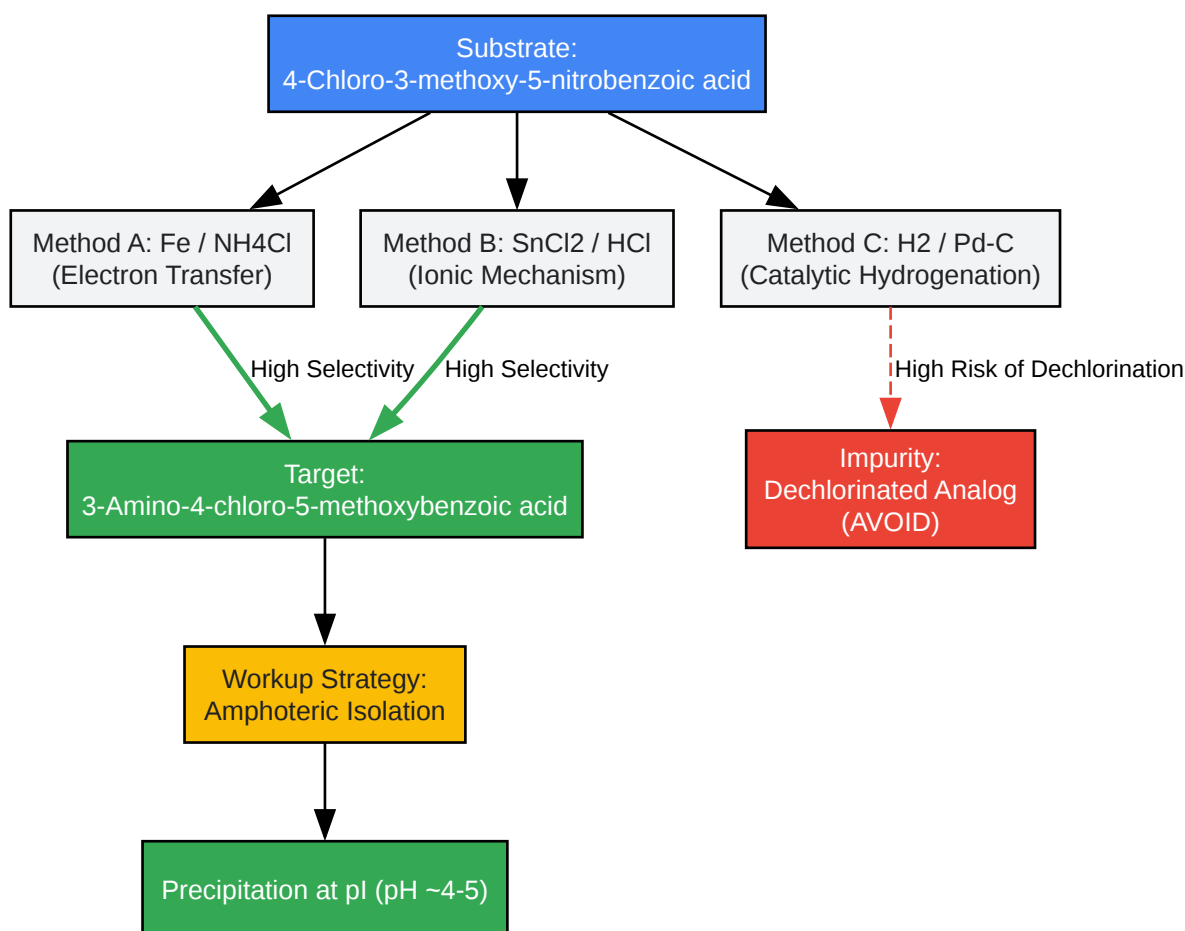 Substrate:
4-Chloro-3-methoxy-5-nitrobenzoic acid
Method A: Fe / NH4Cl
(Electron Transfer)
Method B: SnCl2 / HCl
(Ionic Mechanism)
Method C: H2 / Pd-C
(Catalytic Hydrogenation)
High Selectivity
High Selectivity
High Risk of Dechlorination
Target:
3-Amino-4-chloro-5-methoxybenzoic acid
Impurity:
Dechlorinated Analog
(AVOID)
Workup Strategy:
Amphoteric Isolation
Precipitation at pI (pH ~4-5)